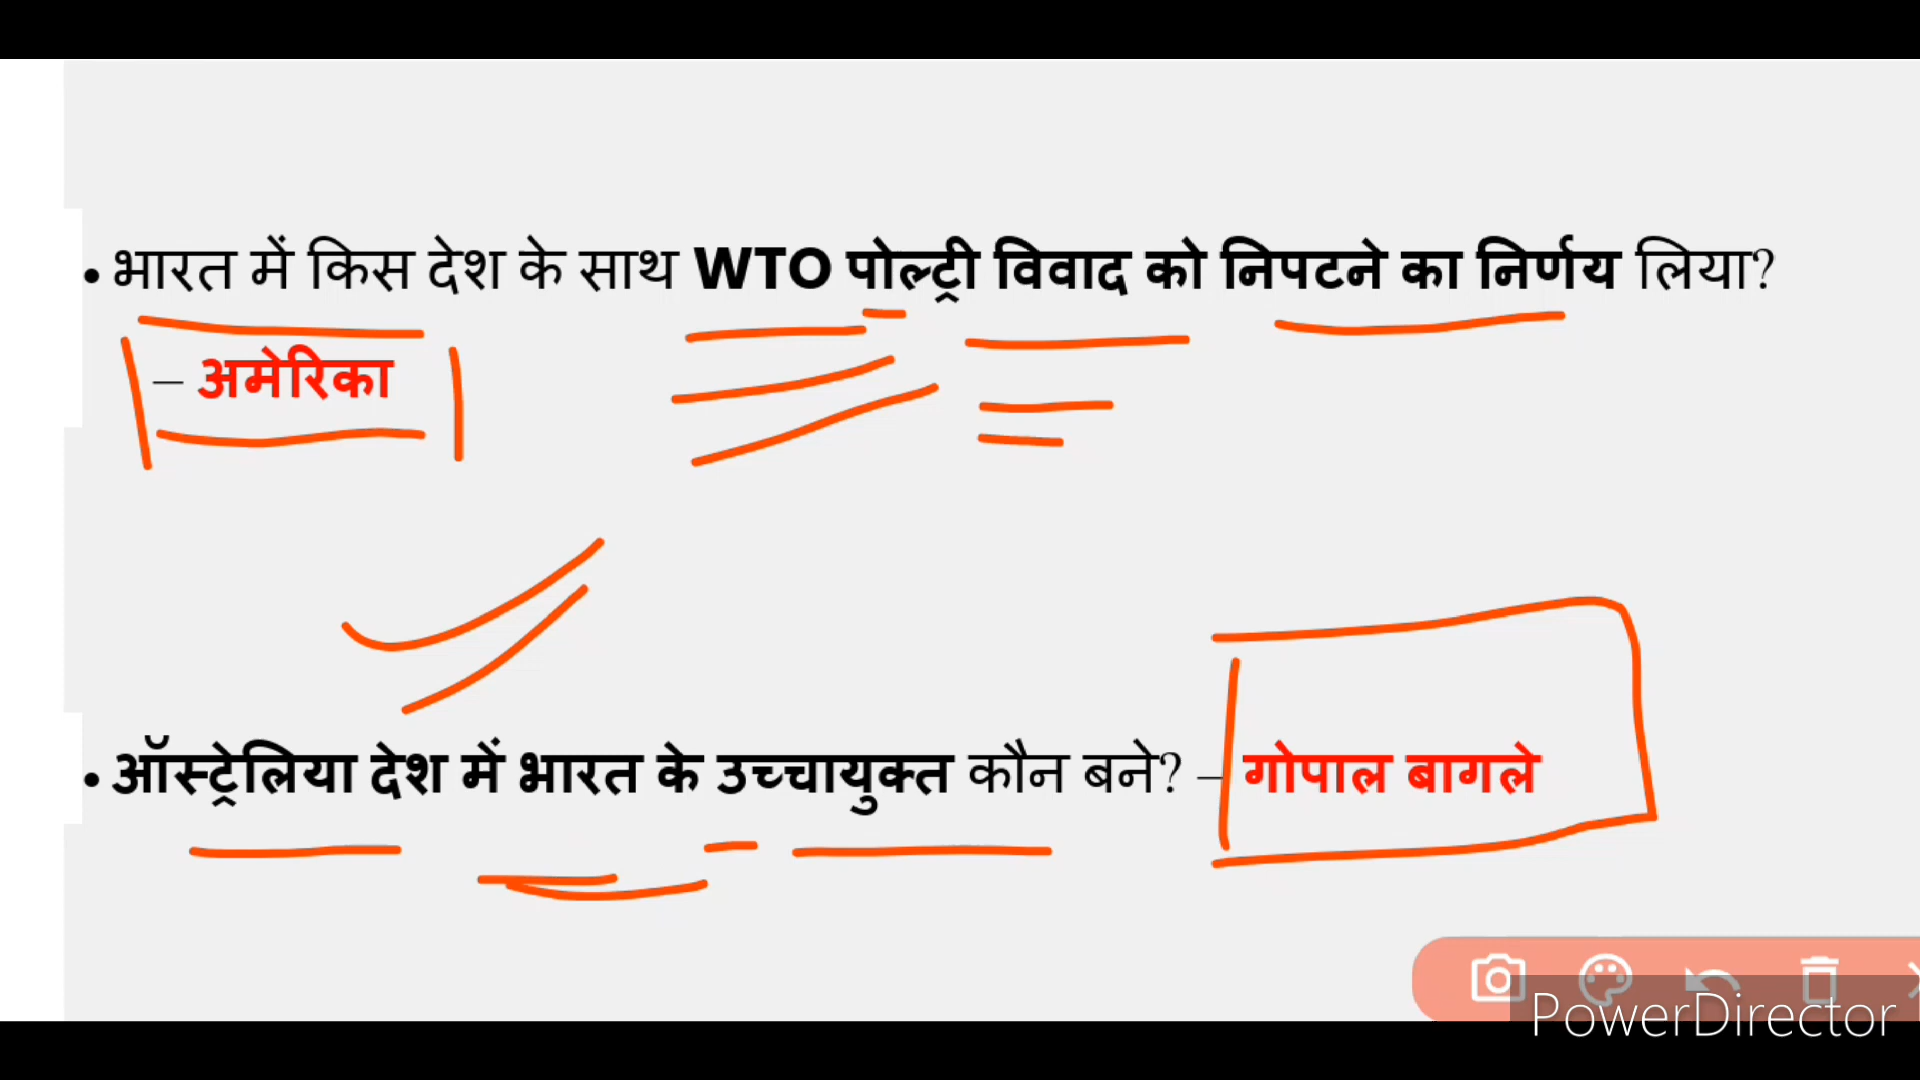 • भारत में किस देश के साथ WTO पोल्ट्री विवाद को निपटने का निर्णय लिया?
– अमेरिका
• ऑस्ट्रेलिया देश में भारत के उच्चायुक्त कौन बने? – गोपाल बागले
PowerDirector